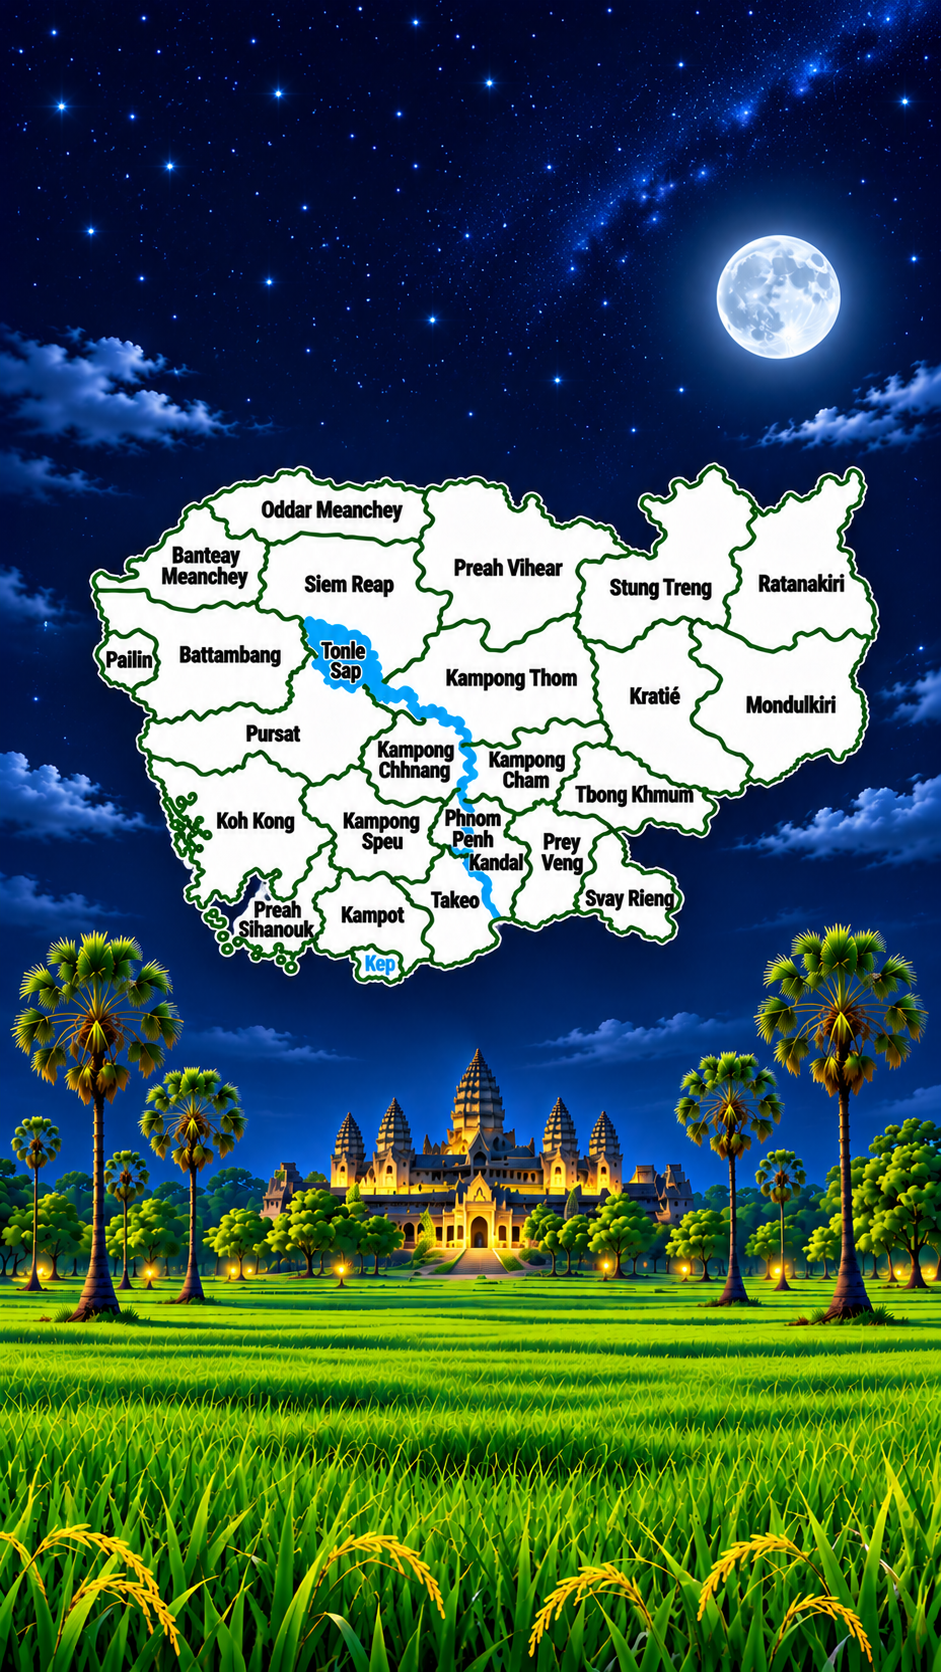 Oddar Meanchey
Banteay
Meanchey
Siem Reap
Preah Vihear
Stung Treng
Ratanakiri
Pailin
Battambang
Tonle
Sap
Kampong Thom
Kratié
Mondulkiri
Pursat
Kampong
Chhnang
Kampong
Cham
Tbong Khmum
Koh Kong
Kampong
Speu
Phnom
Penh
Kandal
Prey
Veng
Svay Rieng
Takeo
Preah
Sihanouk
Kampot
Kep